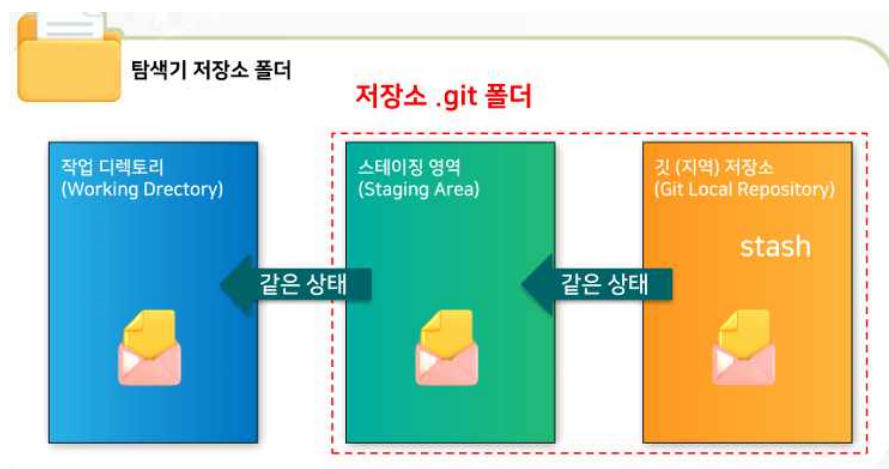 탐색기 저장소 폴더
저장소 .git 폴더
작업 디렉토리
(Working Drectory)
스테이징 영역
(Staging Area)
깃 (지역) 저장소
(Git Local Repository)
stash
같은 상태
같은 상태